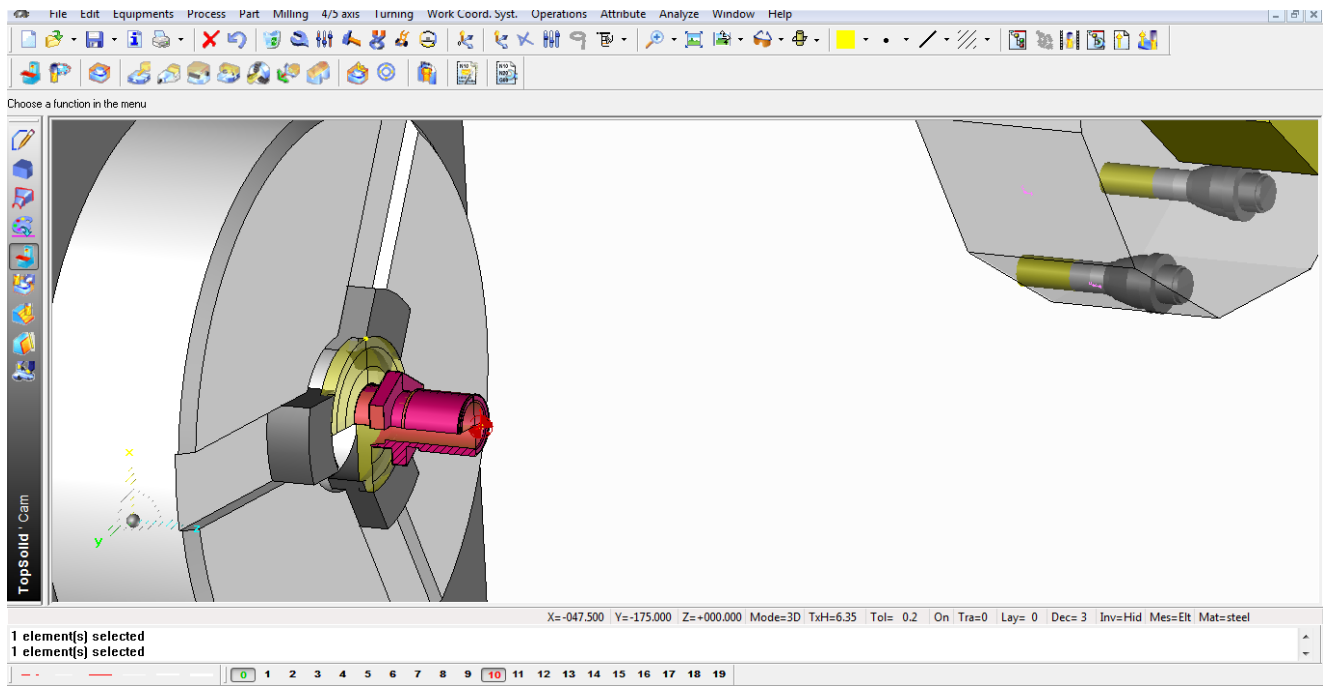 File Edit Equipments Process Part Milling 4/5 axis Turning Work Coord. Syst. Operations Attribute Analyze Window Help
Choose a function in the menu
x
y
TopSolid ' Cam
X=-047.500 Y=-175.000 Z=+000.000 Mode=3D TxH=6.35 Tol= 0.2 On Tra=0 Lay= 0 Dec= 3 Inv=Hid Mes=Elt Mat=steel
1 element(s) selected
1 element(s) selected
0 1 2 3 4 5 6 7 8 9 10 11 12 13 14 15 16 17 18 19